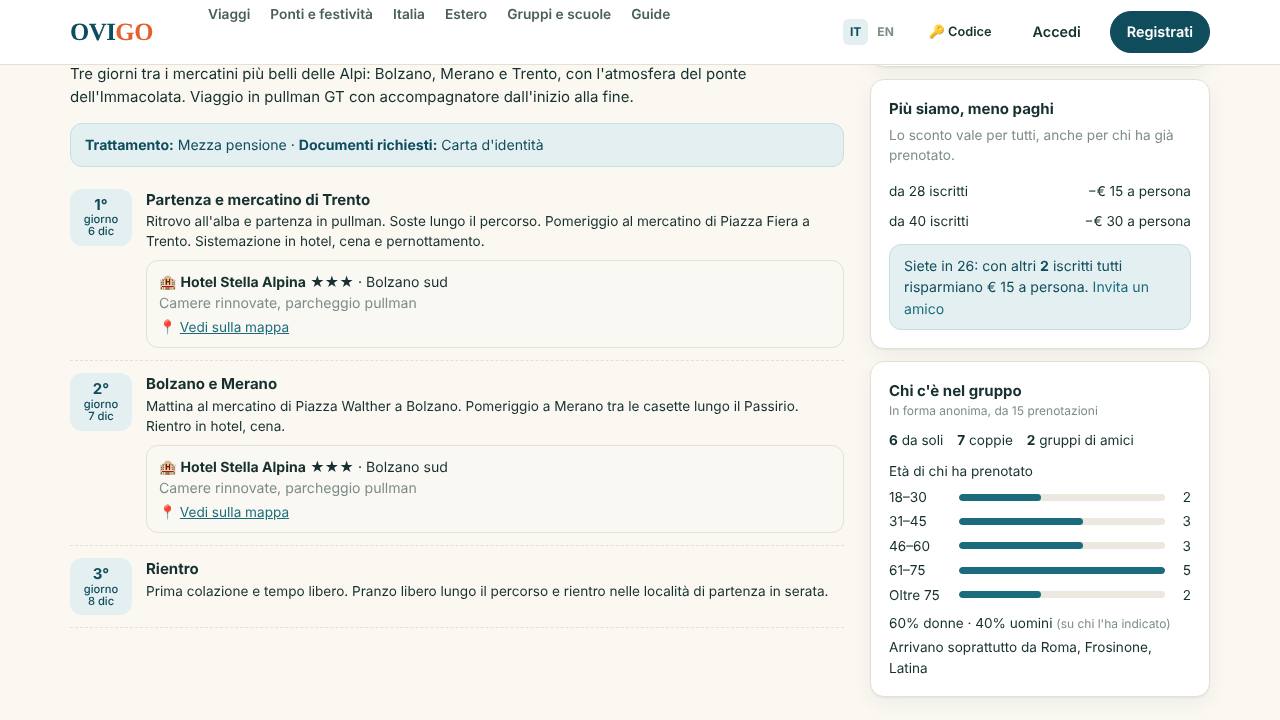 OVIGO
Viaggi
Ponti e festività
Italia
Estero
Gruppi e scuole
Guide
IT
EN
🔑 Codice
Accedi
Registrati
Tre giorni tra i mercatini più belli delle Alpi: Bolzano, Merano e Trento, con l'atmosfera del ponte
dell'Immacolata. Viaggio in pullman GT con accompagnatore dall'inizio alla fine.
Trattamento: Mezza pensione · Documenti richiesti: Carta d'identità
1°
giorno
6 dic
Partenza e mercatino di Trento
Ritrovo all'alba e partenza in pullman. Soste lungo il percorso. Pomeriggio al mercatino di Piazza Fiera a
Trento. Sistemazione in hotel, cena e pernottamento.
🏨 Hotel Stella Alpina ★★★ · Bolzano sud
Camere rinnovate, parcheggio pullman
📍 Vedi sulla mappa
2°
giorno
7 dic
Bolzano e Merano
Mattina al mercatino di Piazza Walther a Bolzano. Pomeriggio a Merano tra le casette lungo il Passirio.
Rientro in hotel, cena.
🏨 Hotel Stella Alpina ★★★ · Bolzano sud
Camere rinnovate, parcheggio pullman
📍 Vedi sulla mappa
3°
giorno
8 dic
Rientro
Prima colazione e tempo libero. Pranzo libero lungo il percorso e rientro nelle località di partenza in serata.
Più siamo, meno paghi
Lo sconto vale per tutti, anche per chi ha già
prenotato.
da 28 iscritti −€ 15 a persona
da 40 iscritti −€ 30 a persona
Siete in 26: con altri 2 iscritti tutti
risparmiano € 15 a persona. Invita un
amico
Chi c'è nel gruppo
In forma anonima, da 15 prenotazioni
6 da soli 7 coppie 2 gruppi di amici
Età di chi ha prenotato
18–30 2
31–45 3
46–60 3
61–75 5
Oltre 75 2
60% donne · 40% uomini (su chi l'ha indicato)
Arrivano soprattutto da Roma, Frosinone,
Latina